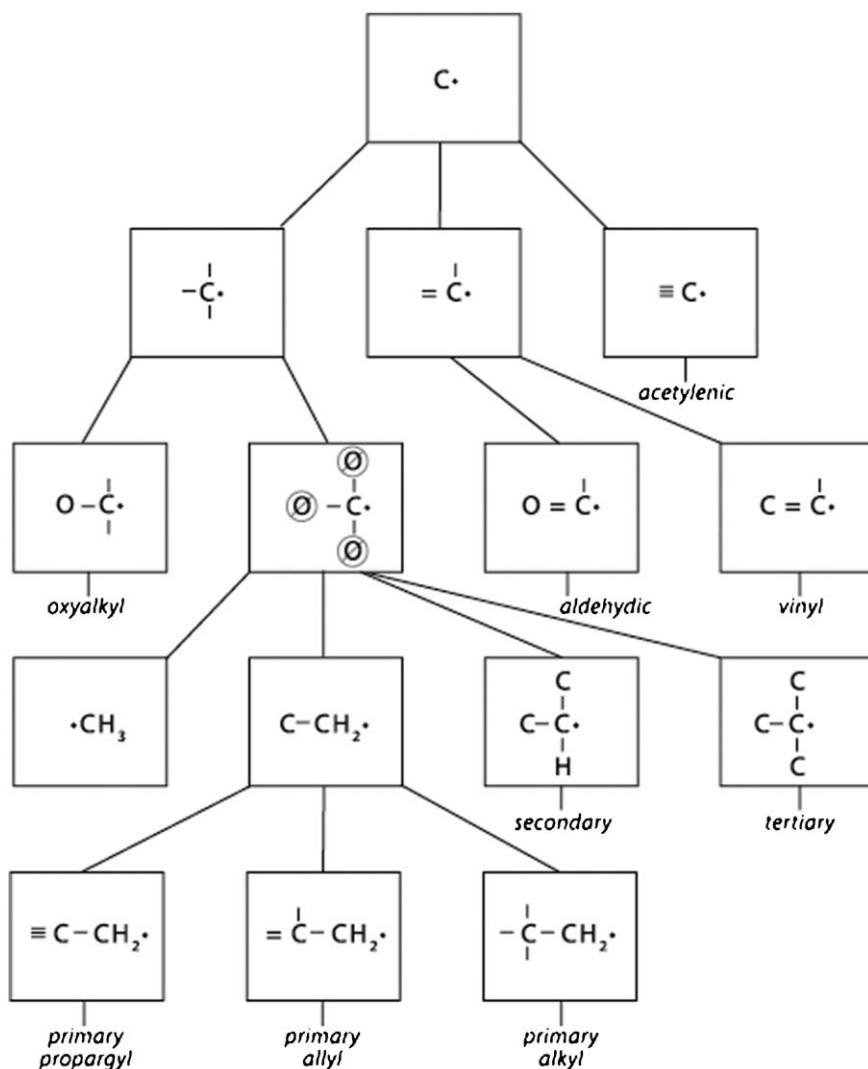 C•
–C•
= C•
≡ C•
acetylenic
O – C•
Ø
Ø – C•
Ø
O = C•
C = C•
oxyalkyl
aldehydic
vinyl
•CH₃
C–CH₂•
C
C–C•
H
C
C–C•
C
secondary
tertiary
≡ C – CH₂•
= C – CH₂•
– C – CH₂•
primary
propargyl
primary
allyl
primary
alkyl